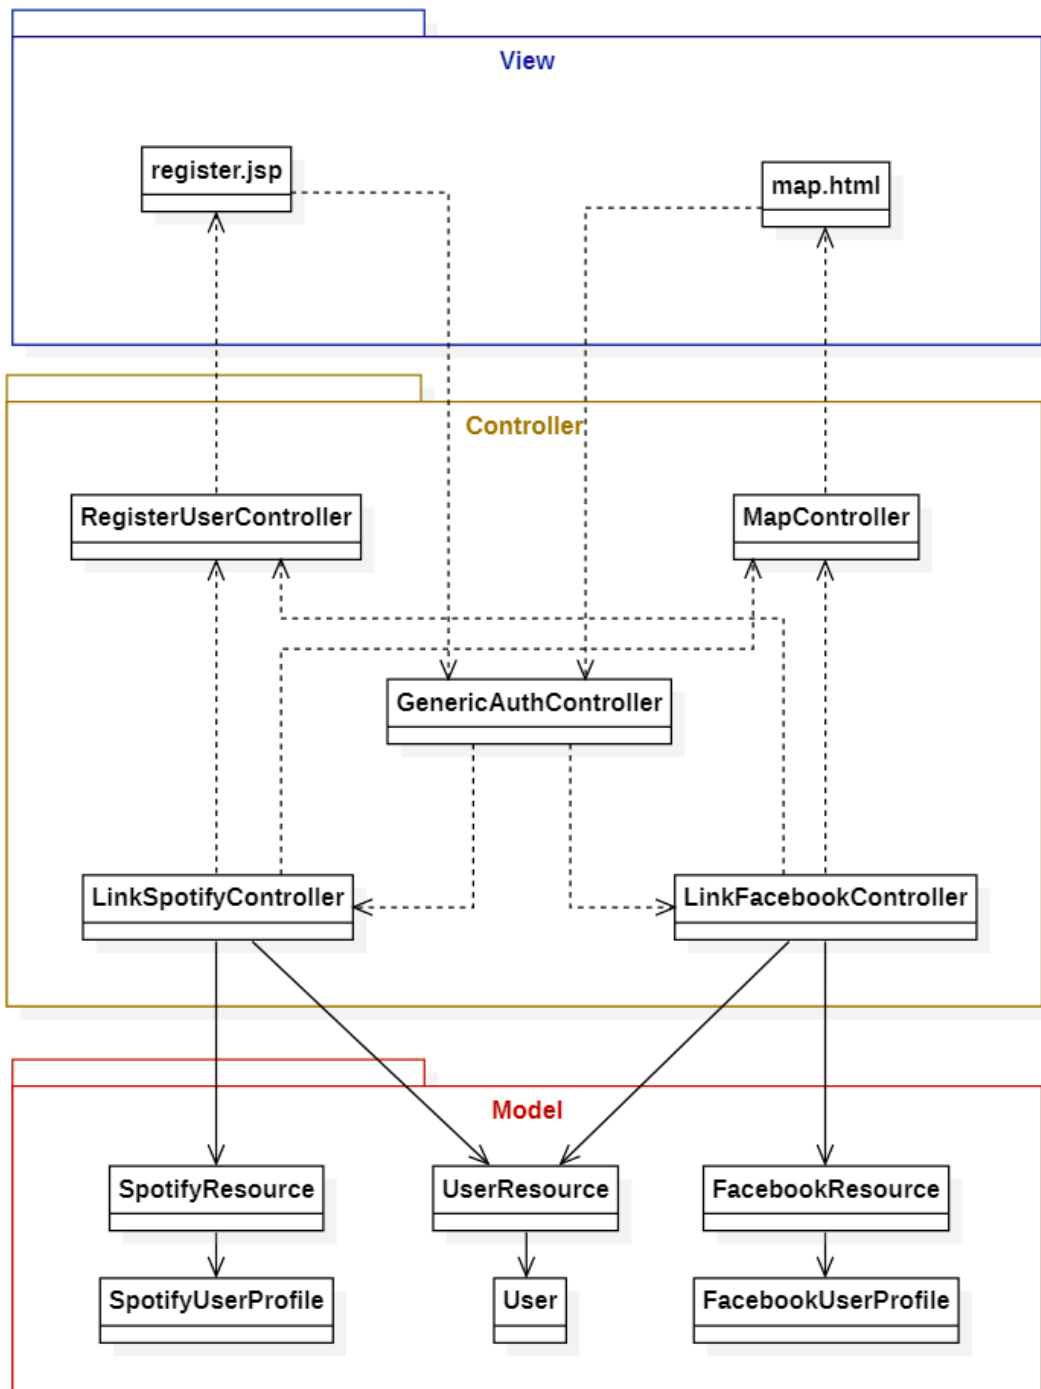 View
register.jsp
map.html
Controller
RegisterUserController
MapController
GenericAuthController
LinkSpotifyController
LinkFacebookController
Model
SpotifyResource
UserResource
FacebookResource
SpotifyUserProfile
User
FacebookUserProfile